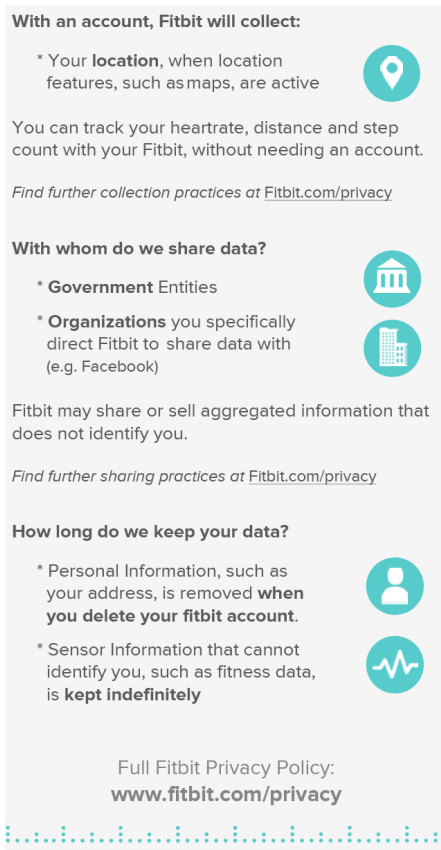 With an account, Fitbit will collect:
* Your location, when location
features, such as maps, are active
You can track your heartrate, distance and step
count with your Fitbit, without needing an account.
Find further collection practices at Fitbit.com/privacy
With whom do we share data?
* Government Entities
* Organizations you specifically
direct Fitbit to share data with
(e.g. Facebook)
Fitbit may share or sell aggregated information that
does not identify you.
Find further sharing practices at Fitbit.com/privacy
How long do we keep your data?
* Personal Information, such as
your address, is removed when
you delete your fitbit account.
* Sensor Information that cannot
identify you, such as fitness data,
is kept indefinitely
Full Fitbit Privacy Policy:
www.fitbit.com/privacy